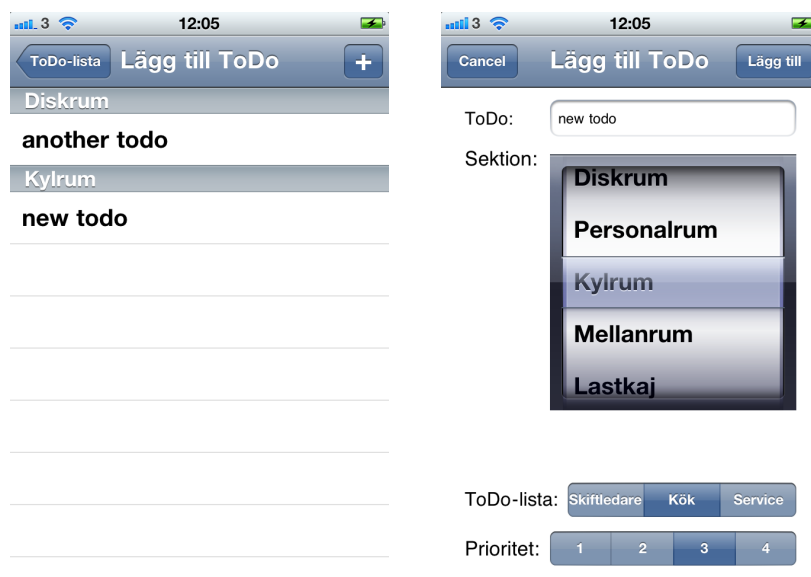 3 12:05
ToDo-lista Lägg till ToDo +
Diskrum
another todo
Kylrum
new todo
3 12:05
Cancel Lägg till ToDo Lägg till
ToDo: new todo
Sektion:
Diskrum
Personalrum
Kylrum
Mellanrum
Lastkaj
ToDo-lista: Skiftledare Kök Service
Prioritet: 1 2 3 4